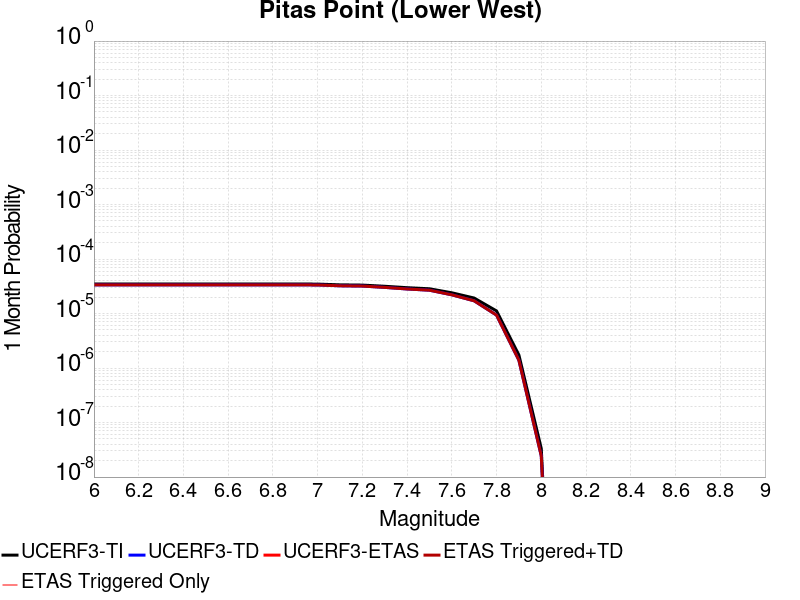 Pitas Point (Lower West)
10 0
10 -1
10 -2
10 -3
10 -4
10 -5
10 -6
10 -7
10 -8
1 Month Probability
6 6.2 6.4 6.6 6.8 7 7.2 7.4 7.6 7.8 8 8.2 8.4 8.6 8.8 9
Magnitude
UCERF3-TI UCERF3-TD UCERF3-ETAS ETAS Triggered+TD
ETAS Triggered Only